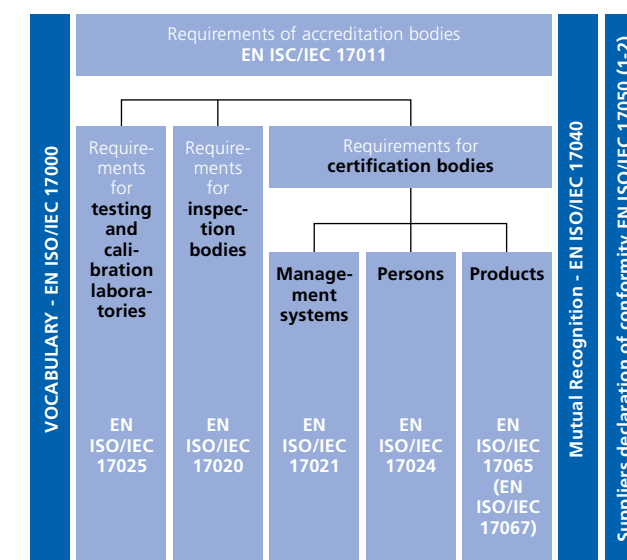 Requirements of accreditation bodies
EN ISC/IEC 17011
VOCABULARY - EN ISO/IEC 17000
Require-
ments
for
testing
and
cali-
bration
labora-
tories
EN
ISO/IEC
17025
Require-
ments
for
inspec-
tion
bodies
EN
ISO/IEC
17020
Requirements for
certification bodies
Manage-
ment
systems
EN
ISO/IEC
17021
Persons
EN
ISO/IEC
17024
Products
EN
ISO/IEC
17065
(EN
ISO/IEC
17067)
Mutual Recognition - EN ISO/IEC 17040
Suppliers declaration of conformity EN ISO/IEC 17050 (1-2)